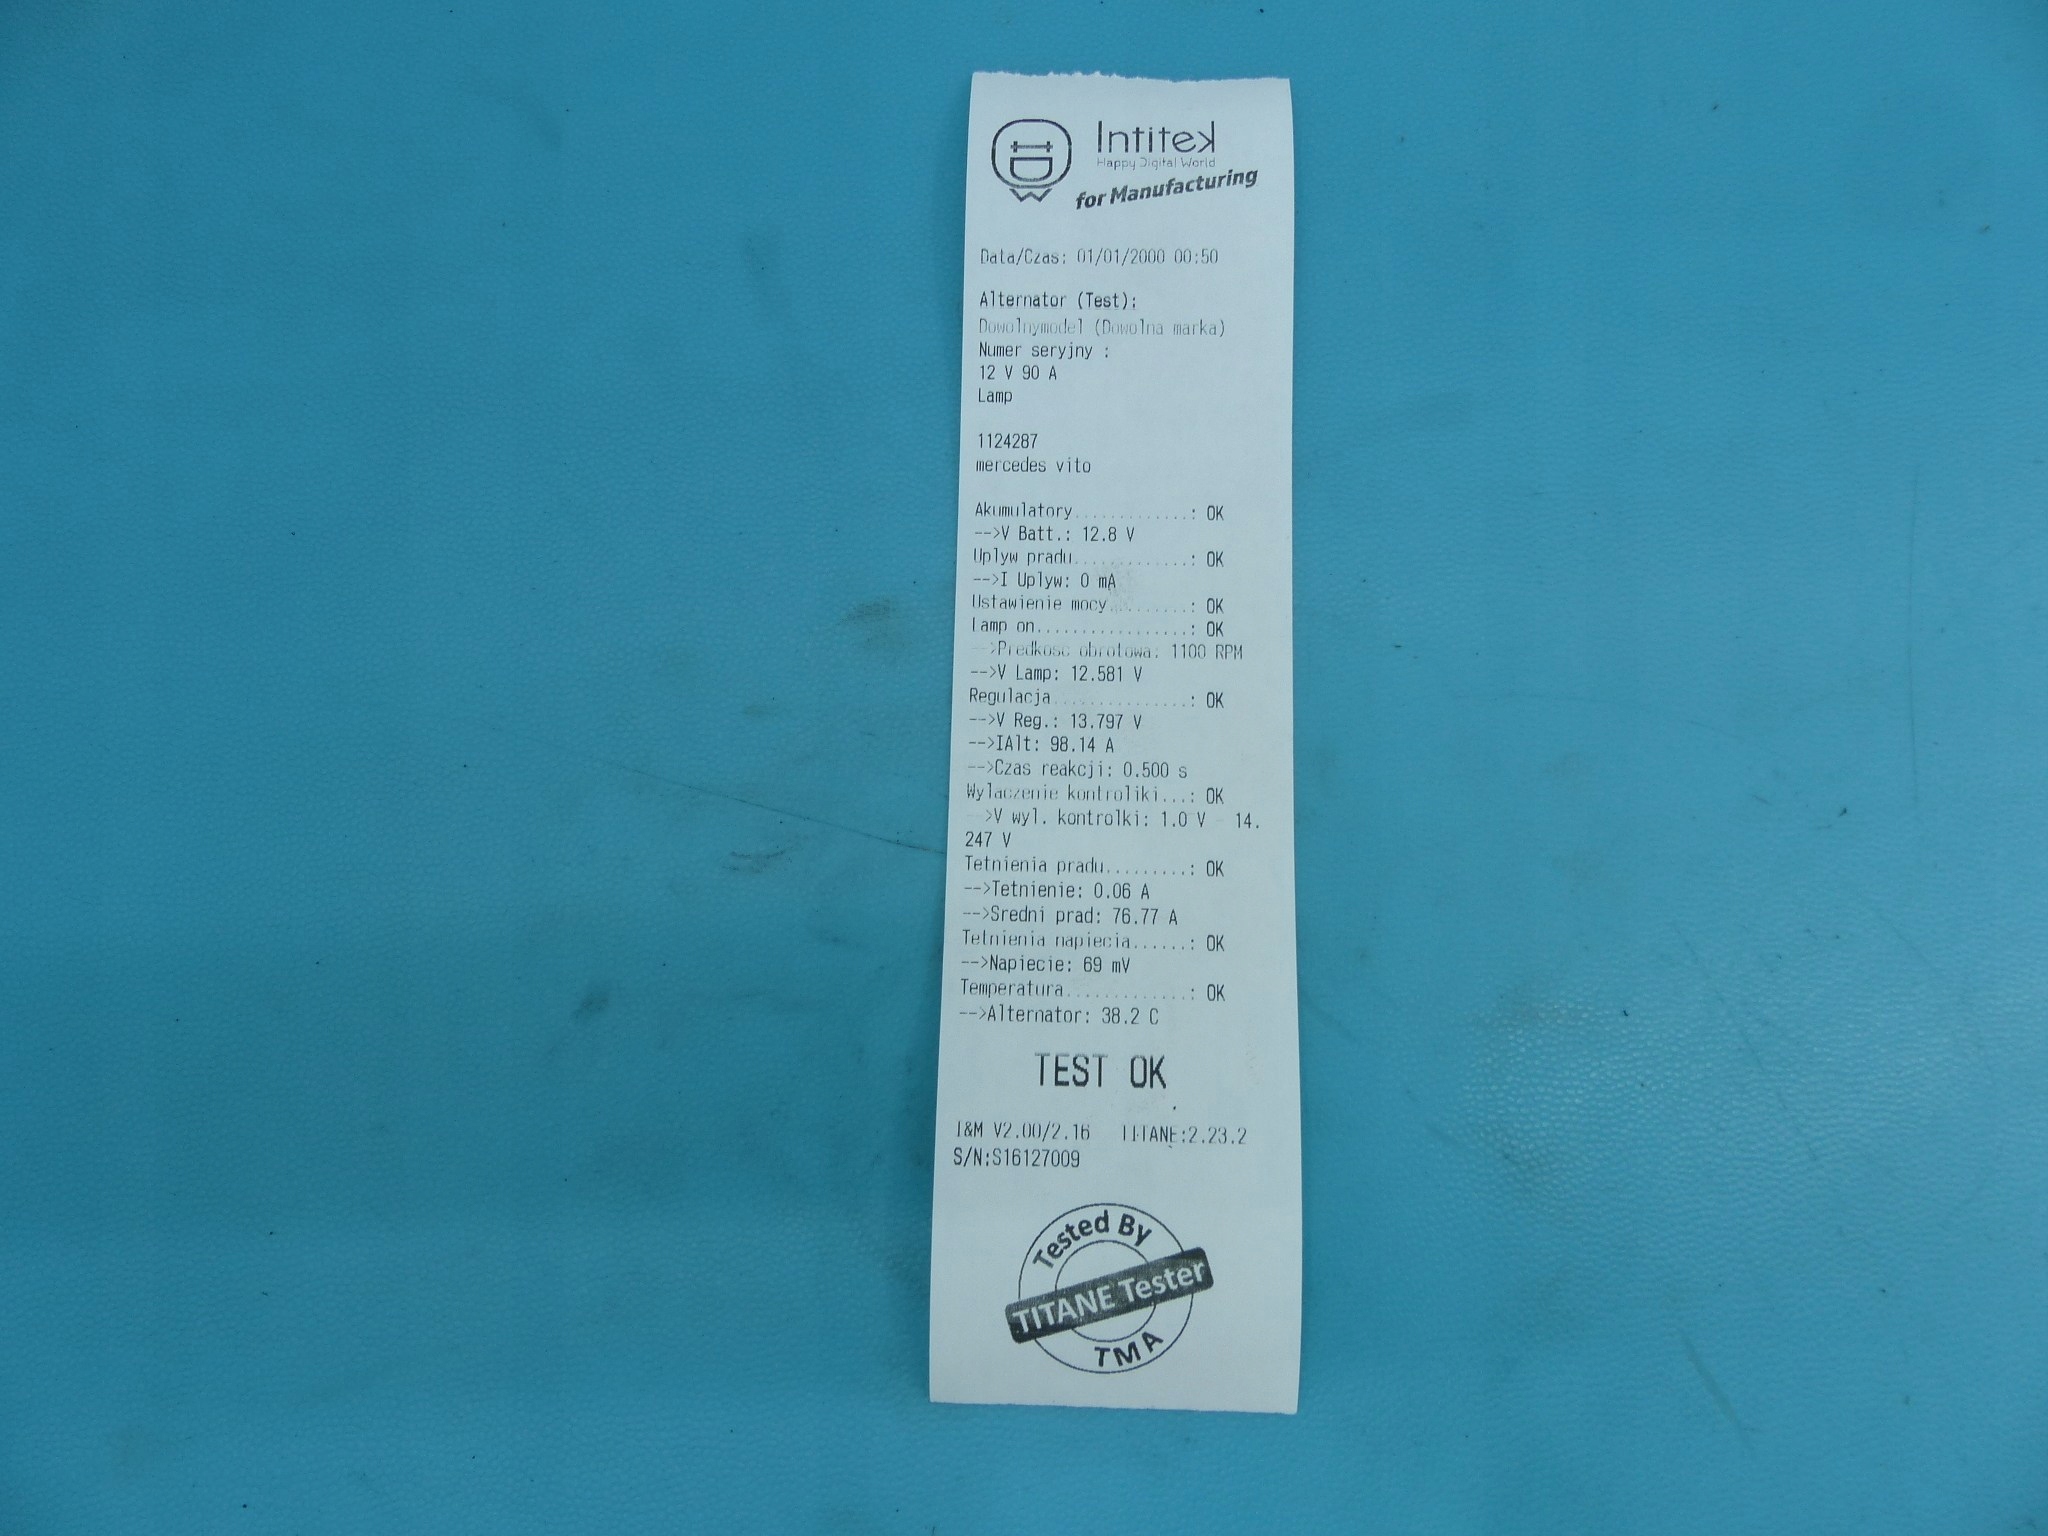 Intitek
Happy Digital World
for Manufacturing
Data/Czas: 01/01/2000 00:50
Alternator (Test):
Dowolnymodel (Dowolna marka)
Numer seryjny :
12 V 90 A
Lamp
1124287
mercedes vito
Akumulatory.............: OK
-->V Batt.: 12.8 V
Uplyw pradu.............: OK
-->I Uplyw: 0 mA
Ustawienie mocy.........: OK
Lamp on.................: OK
-->Predkosc obrotowa: 1100 RPM
-->V Lamp: 12.581 V
Regulacja...............: OK
-->V Reg.: 13.797 V
-->IAlt: 98.14 A
-->Czas reakcji: 0.500 s
Wylaczenie kontroliki...: OK
-->V wyl. kontrolki: 1.0 V - 14.
247 V
Tetnienia pradu.........: OK
-->Tetnienie: 0.06 A
-->Sredni prad: 76.77 A
Tetnienia napiecia......: OK
-->Napiecie: 69 mV
Temperatura.............: OK
-->Alternator: 38.2 C
TEST OK
I&M V2.00/2.16 TITANE:2.23.2
S/N:S16127009
Tested By
TITANE Tester
TMA